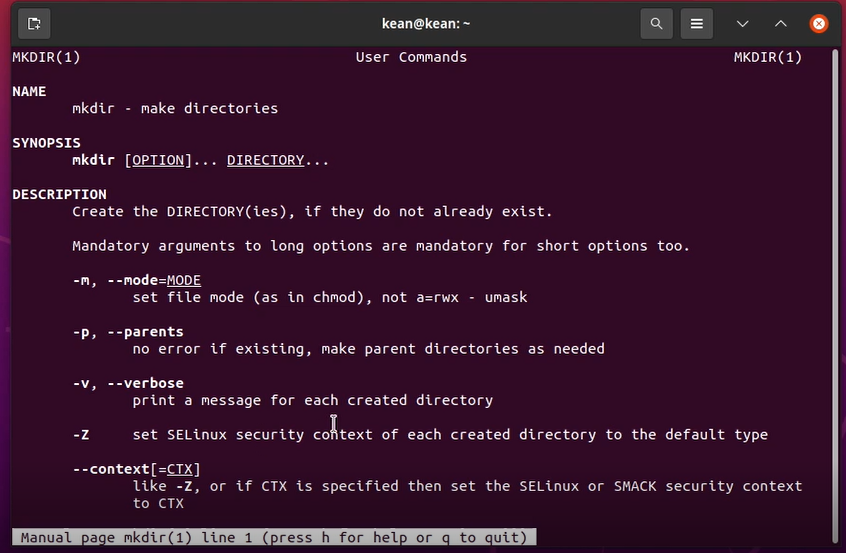 kean@kean: ~
MKDIR(1) User Commands MKDIR(1)
NAME
mkdir - make directories
SYNOPSIS
mkdir [OPTION]... DIRECTORY...
DESCRIPTION
Create the DIRECTORY(ies), if they do not already exist.
Mandatory arguments to long options are mandatory for short options too.
-m, --mode=MODE
set file mode (as in chmod), not a=rwx - umask
-p, --parents
no error if existing, make parent directories as needed
-v, --verbose
print a message for each created directory
-Z set SELinux security context of each created directory to the default type
--context[=CTX]
like -Z, or if CTX is specified then set the SELinux or SMACK security context
to CTX
Manual page mkdir(1) line 1 (press h for help or q to quit)